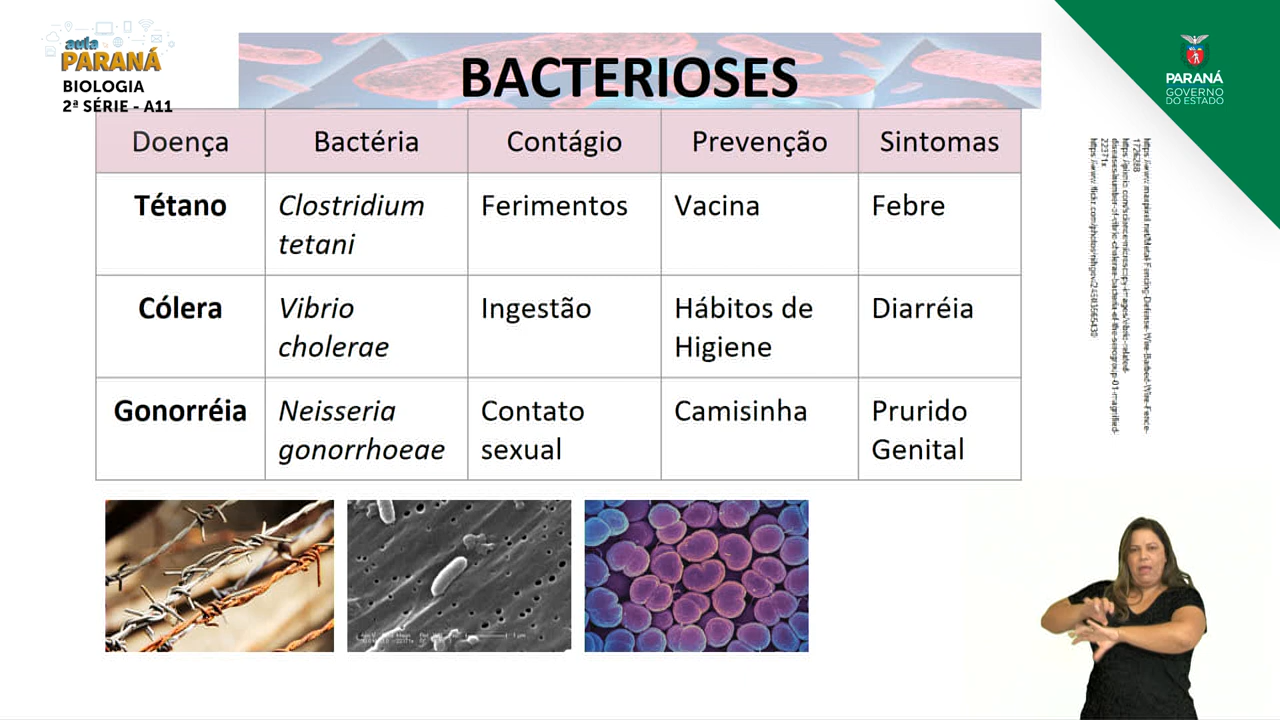 aula
PARANÁ
BIOLOGIA
2ª SÉRIE - A11
BACTERIOSES
PARANÁ
GOVERNO
DO ESTADO
Doença Bactéria Contágio Prevenção Sintomas
Tétano Clostridium Ferimentos Vacina Febre
tetani
Cólera Vibrio Ingestão Hábitos de Diarréia
cholerae Higiene
Gonorréia Neisseria Contato Camisinha Prurido
gonorrhoeae sexual Genital